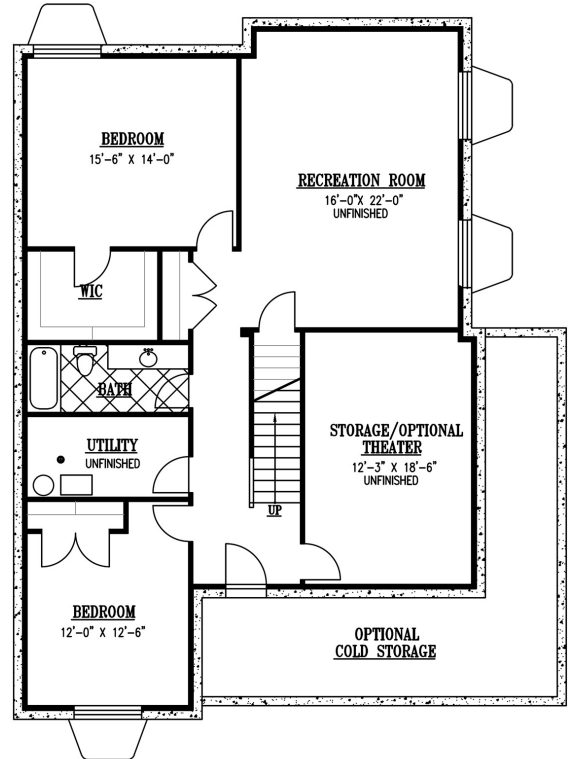 BEDROOM
15'-6" X 14'-0"
RECREATION ROOM
16'-0"X 22'-0"
UNFINISHED
WIC
BATH
UTILITY
UNFINISHED
STORAGE/OPTIONAL
THEATER
12'-3" X 18'-6"
UNFINISHED
UP
BEDROOM
12'-0" X 12'-6"
OPTIONAL
COLD STORAGE